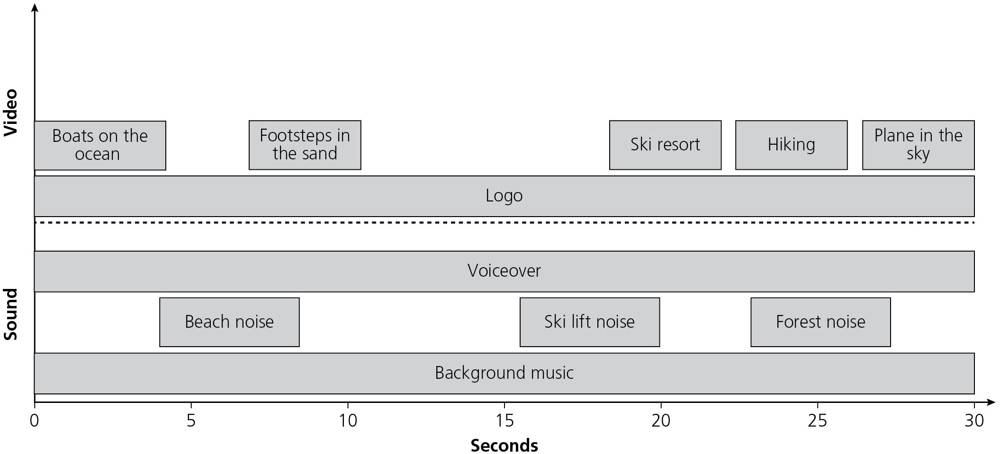 Video
Boats on the
ocean
Footsteps in
the sand
Ski resort
Hiking
Plane in the
sky
Logo
Sound
Voiceover
Beach noise
Ski lift noise
Forest noise
Background music
0 5 10 15 20 25 30
Seconds